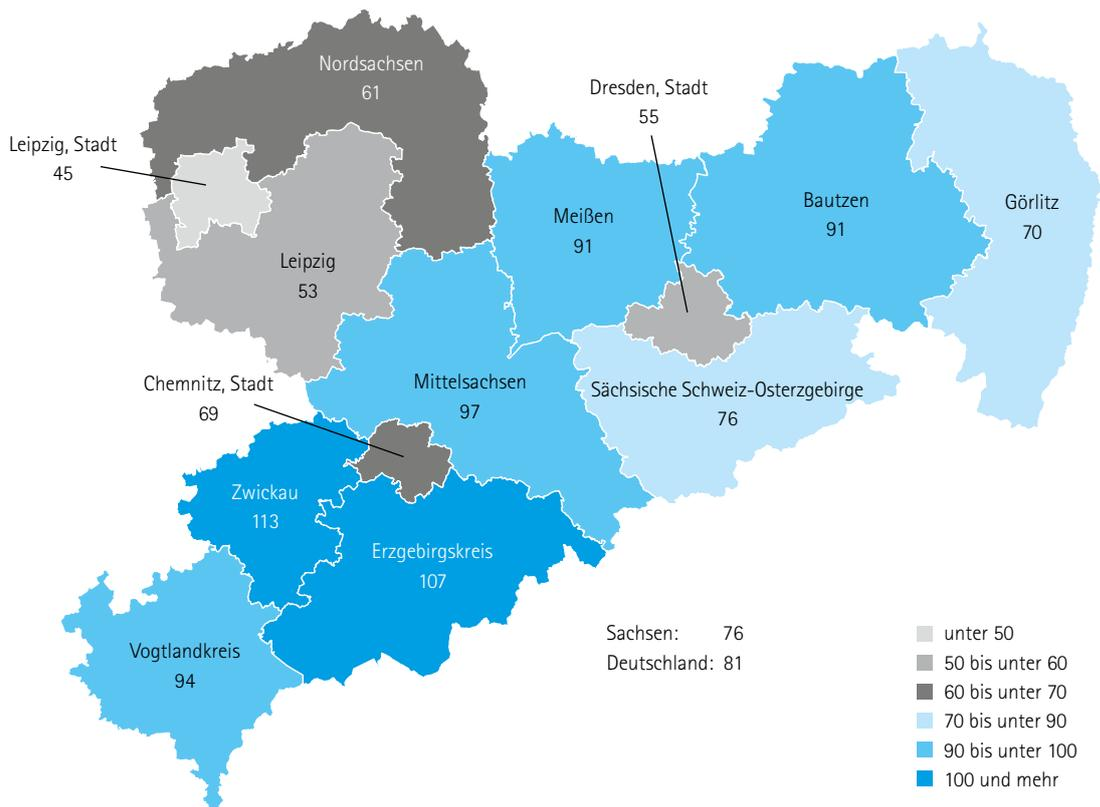 Nordsachsen
61
Dresden, Stadt
55
Leipzig, Stadt
45
Meißen
91
Bautzen
91
Görlitz
70
Leipzig
53
Chemnitz, Stadt
69
Mittelsachsen
97
Sächsische Schweiz-Osterzgebirge
76
Zwickau
113
Erzgebirgskreis
107
Vogtlandkreis
94
Sachsen: 76
Deutschland: 81
unter 50
50 bis unter 60
60 bis unter 70
70 bis unter 90
90 bis unter 100
100 und mehr